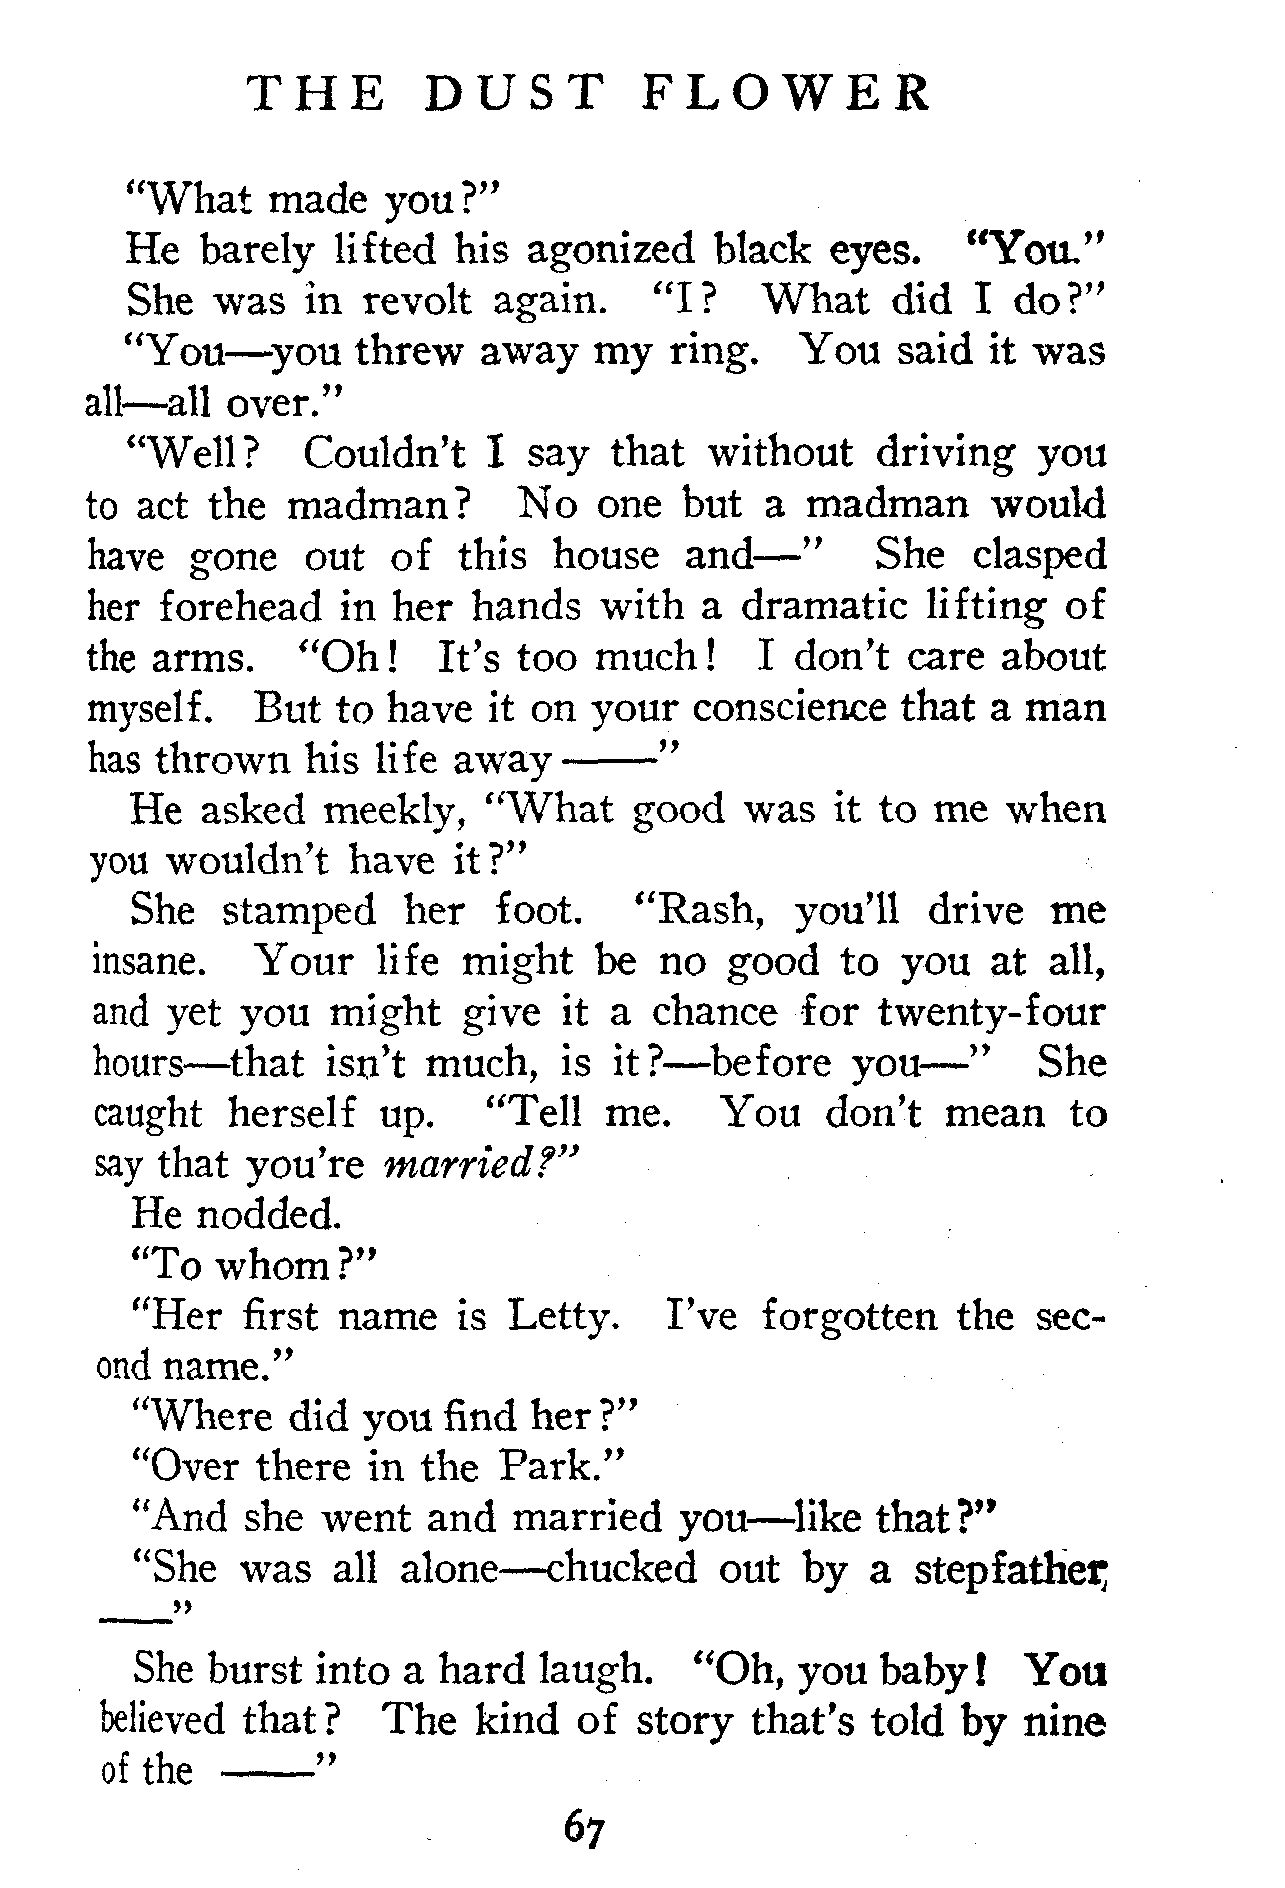 THE DUST FLOWER
“What made you?”
He barely lifted his agonized black eyes. “You.”
She was in revolt again. “I? What did I do?”
“You—you threw away my ring. You said it was
all—all over.”
“Well? Couldn’t I say that without driving you
to act the madman? No one but a madman would
have gone out of this house and—” She clasped
her forehead in her hands with a dramatic lifting of
the arms. “Oh! It’s too much! I don’t care about
myself. But to have it on your conscience that a man
has thrown his life away ——”
He asked meekly, “What good was it to me when
you wouldn’t have it?”
She stamped her foot. “Rash, you’ll drive me
insane. Your life might be no good to you at all,
and yet you might give it a chance for twenty-four
hours—that isn’t much, is it?—before you—” She
caught herself up. “Tell me. You don’t mean to
say that you’re married?”
He nodded.
“To whom?”
“Her first name is Letty. I’ve forgotten the sec-
ond name.”
“Where did you find her?”
“Over there in the Park.”
“And she went and married you—like that?”
“She was all alone—chucked out by a stepfather,
——”
She burst into a hard laugh. “Oh, you baby! You
believed that? The kind of story that’s told by nine
of the ——”
67